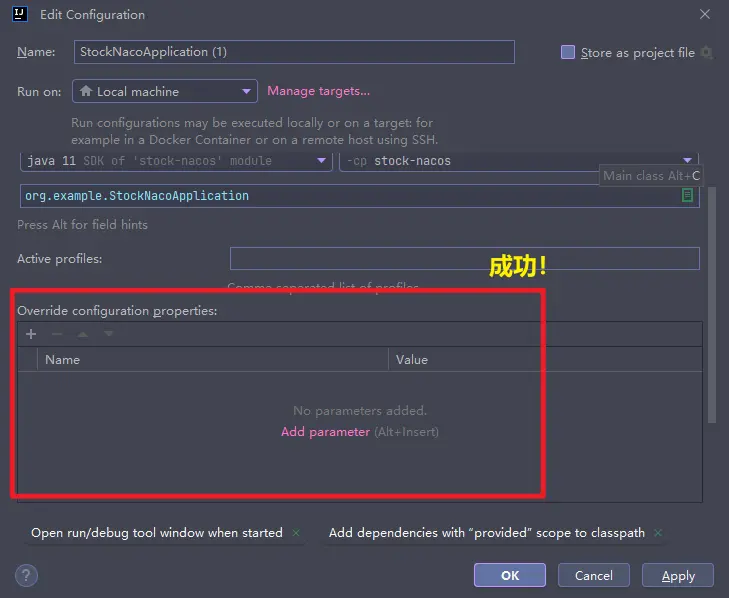 IJ
Edit Configuration
Name: StockNacoApplication (1)
Store as project file
Run on: Local machine Manage targets...
Run configurations may be executed locally or on a target: for
example in a Docker Container or on a remote host using SSH.
java 11 SDK of 'stock-nacos' module -cp stock-nacos
Main class Alt+C
org.example.StockNacoApplication
Press Alt for field hints
Active profiles:
成功!
Comma separated list of profiles
Override configuration properties:
Name Value
No parameters added.
Add parameter (Alt+Insert)
Open run/debug tool window when started × Add dependencies with “provided” scope to classpath ×
? OK Cancel Apply